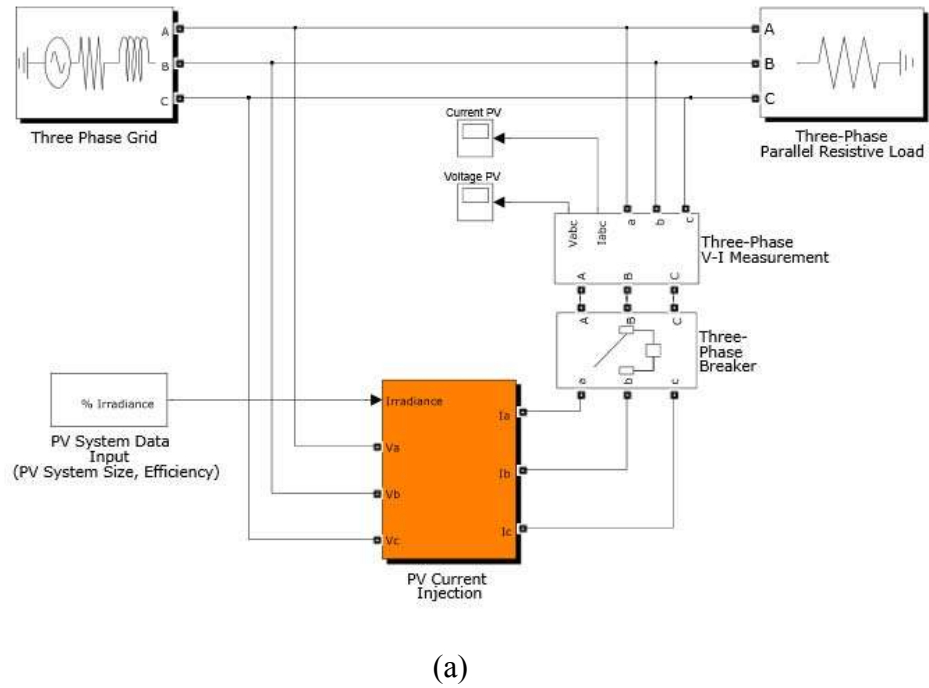 A
B
C
Three Phase Grid
A
B
C
Three-Phase
Parallel Resistive Load
Current PV
Voltage PV
Vabc
Iabc
a
b
c
A
B
C
Three-Phase
V-I Measurement
A
B
C
a
b
c
Three-
Phase
Breaker
% Irradiance
PV System Data
Input
(PV System Size, Efficiency)
Irradiance
Va
Vb
Vc
Ia
Ib
Ic
PV Current
Injection
(a)